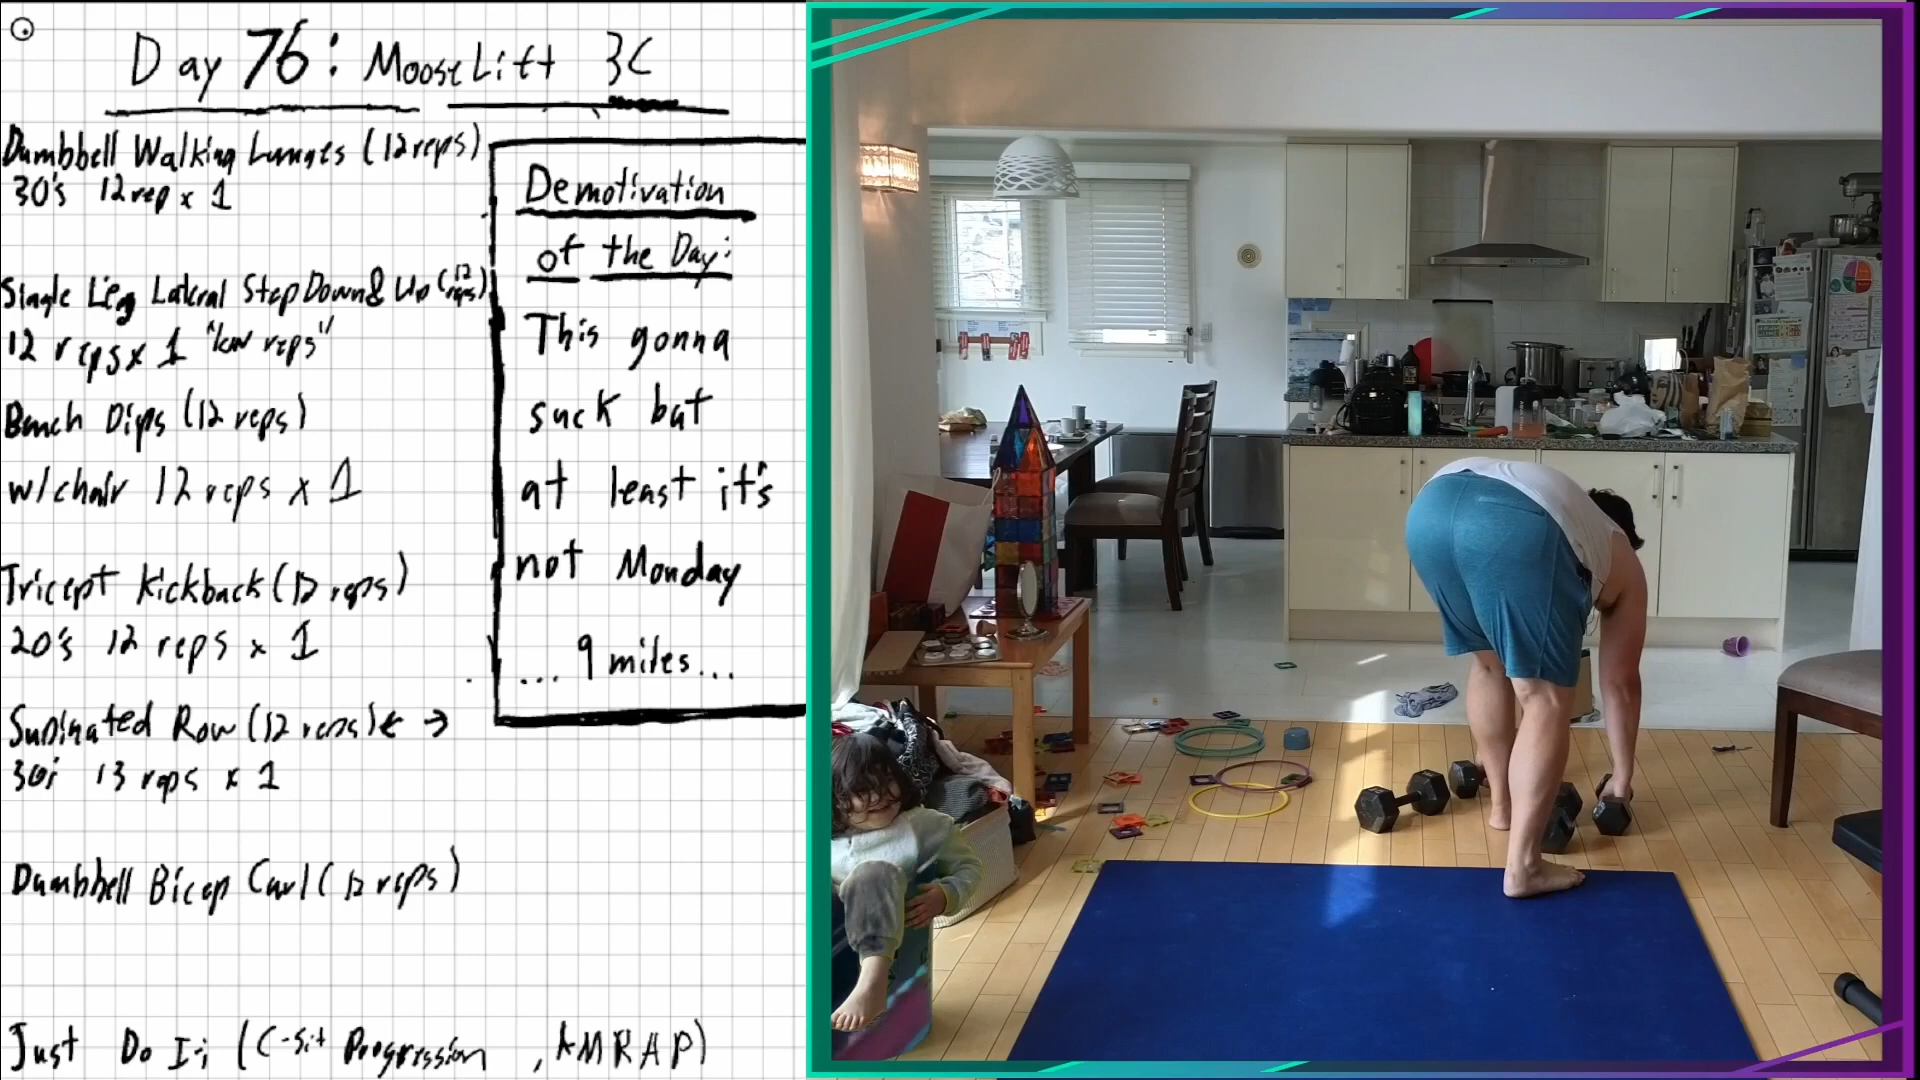 Day 76: MooseLift 3C
Dumbbell Walking Lunges (12 reps)
30's 12 rep x 1
Single Leg Lateral Step Down & Up (12 reps)
12 reps x 1 "low reps"
Bench Dips (12 reps)
w/chair 12 reps x 1
Tricept Kickback (12 reps)
20's 12 reps x 1
Supinated Row (12 reps) ← →
30's 13 reps x 1
Dumbbell Bicep Curl (12 reps)
Just Do It; (C-sit Progression, AMRAP)
Demotivation
of the Day:
This gonna
suck but
at least it's
not Monday
... 9 miles...